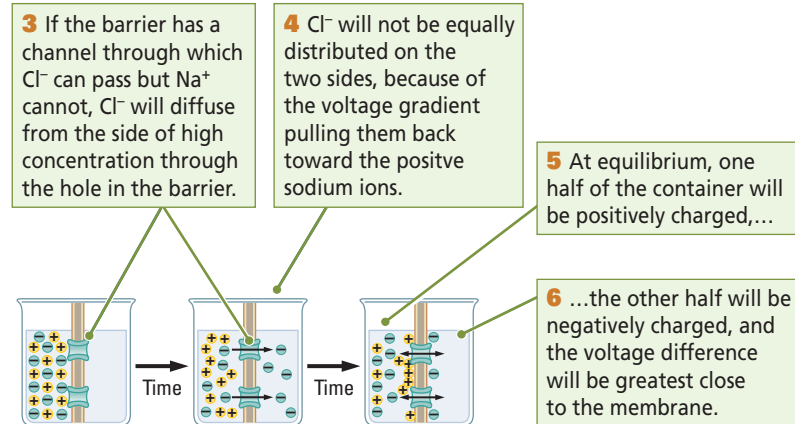 3 If the barrier has a
channel through which
Cl⁻ can pass but Na⁺
cannot, Cl⁻ will diffuse
from the side of high
concentration through
the hole in the barrier.
4 Cl⁻ will not be equally
distributed on the
two sides, because of
the voltage gradient
pulling them back
toward the positve
sodium ions.
5 At equilibrium, one
half of the container will
be positively charged,…
6 …the other half will be
negatively charged, and
the voltage difference
will be greatest close
to the membrane.
Time
Time